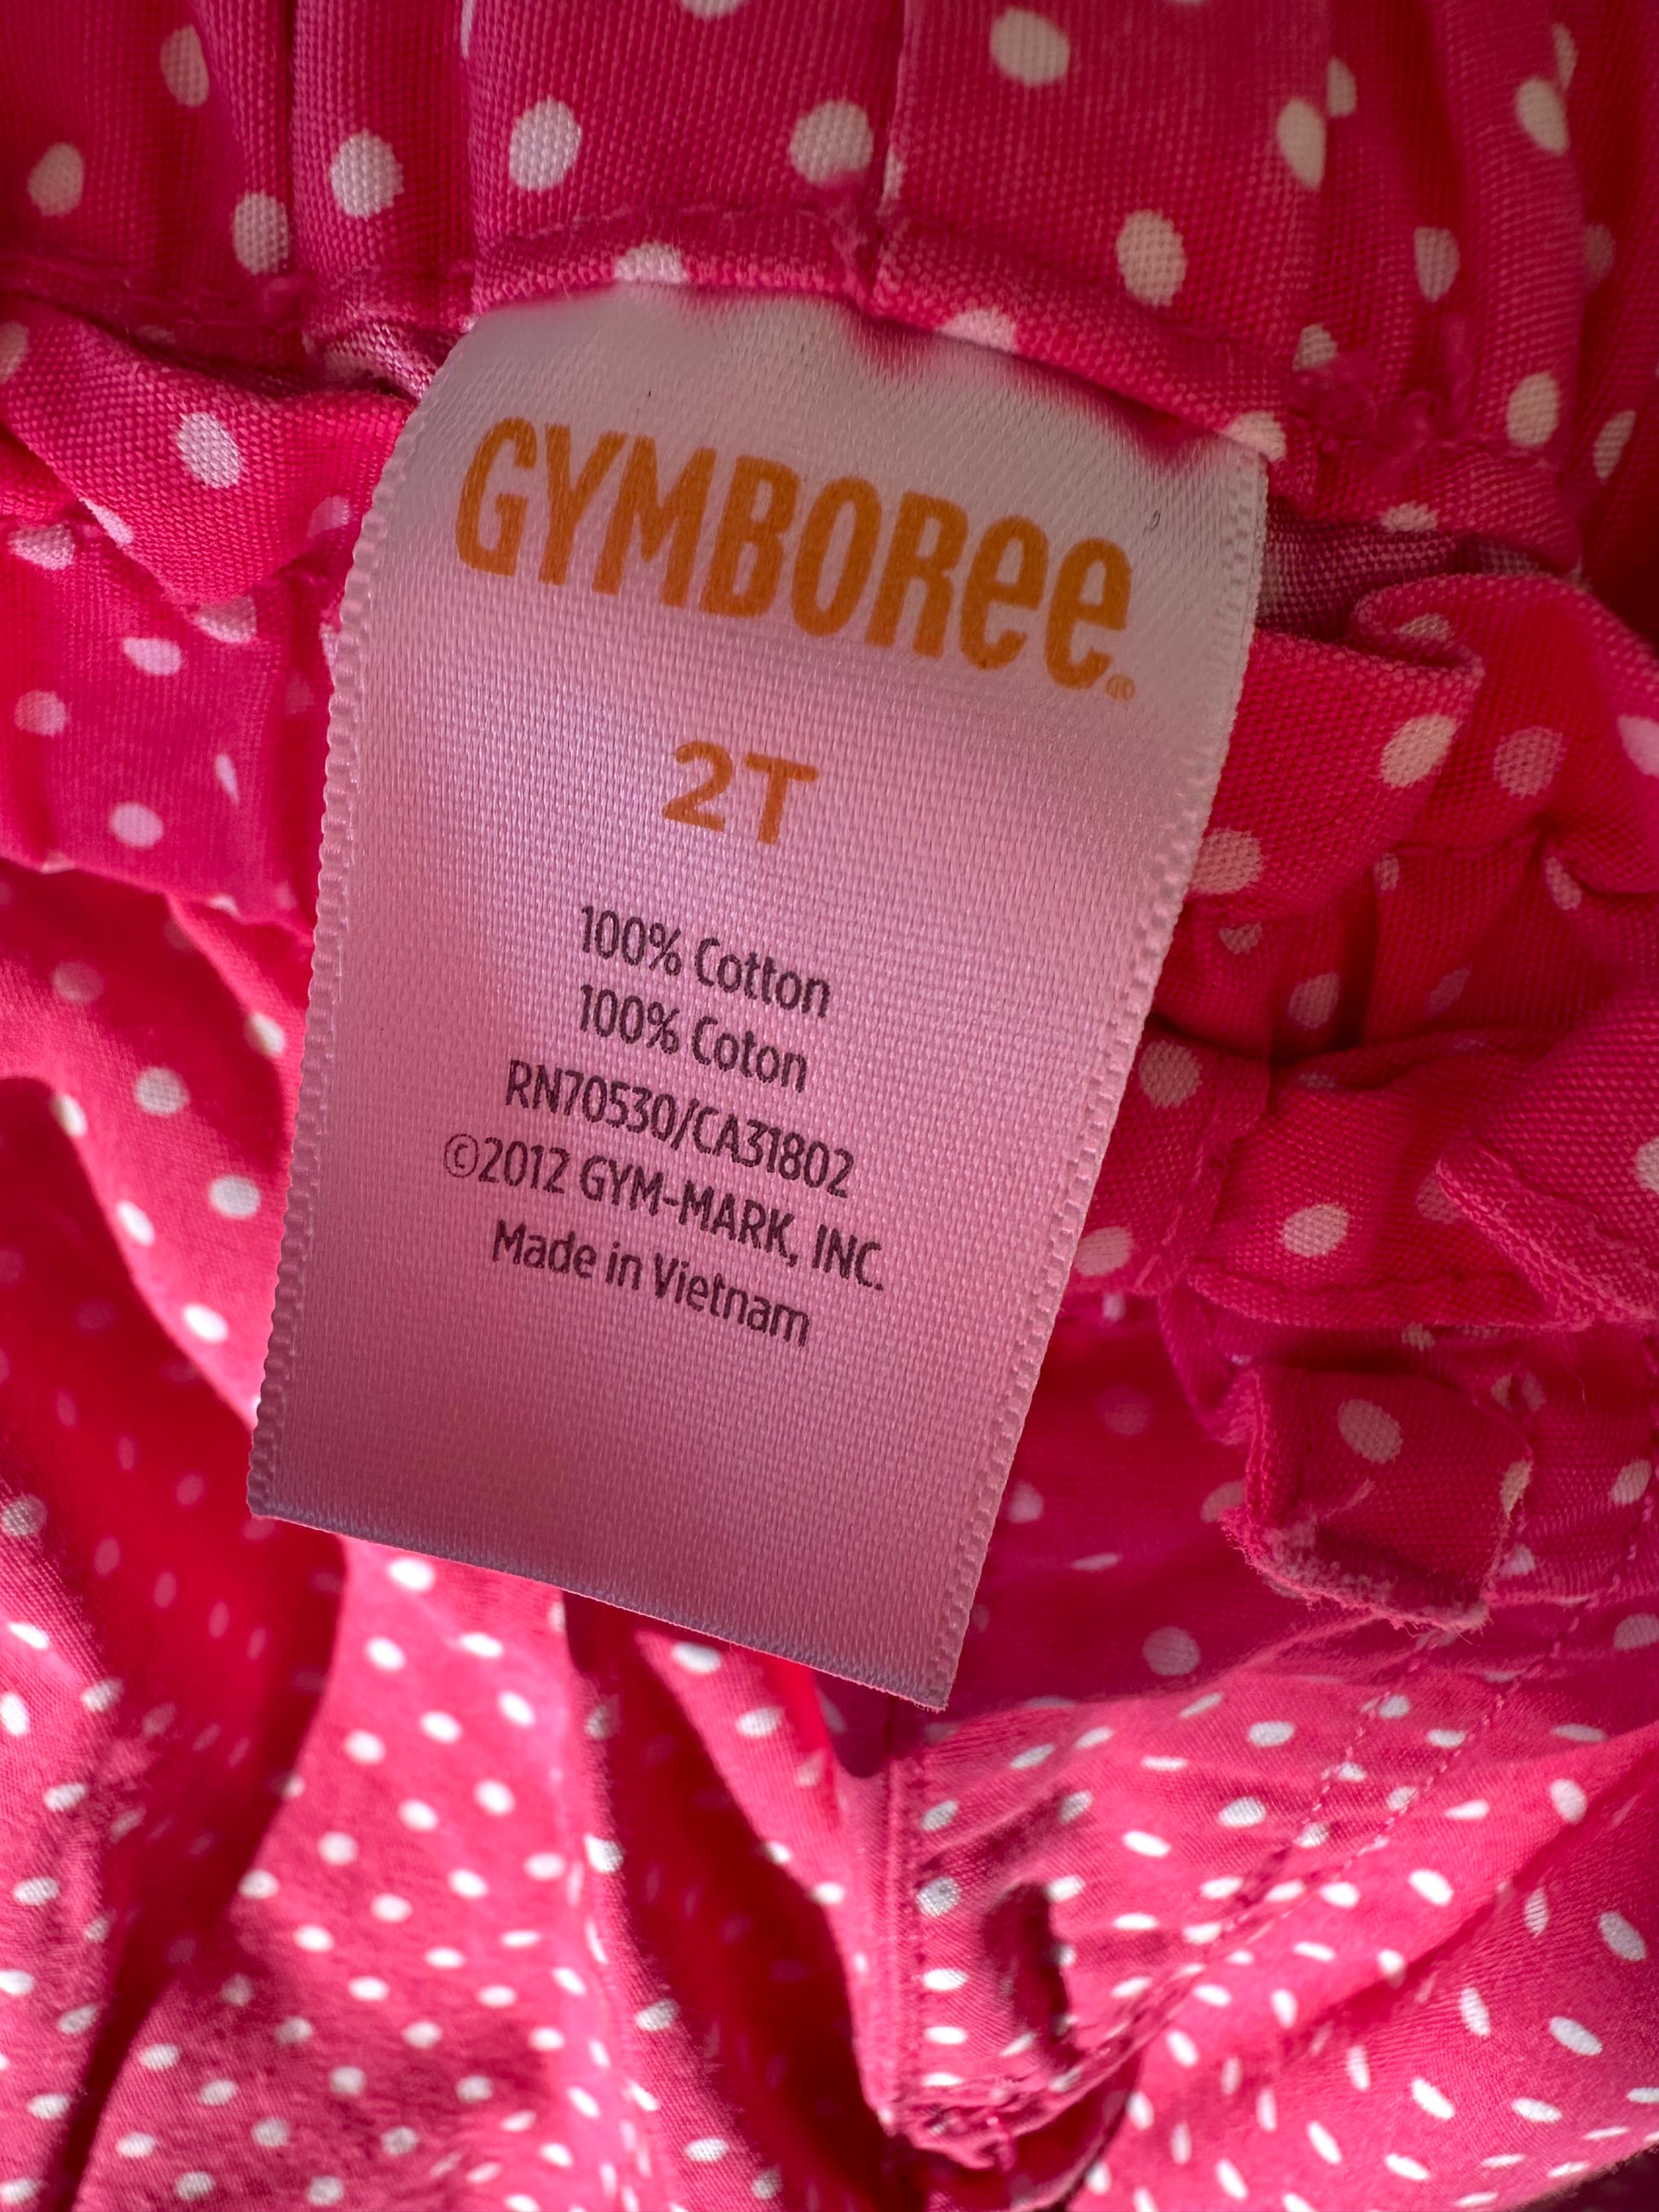 GYMBOREE®
2T
100% Cotton
100% Coton
RN70530/CA31802
©2012 GYM-MARK, INC.
Made in Vietnam